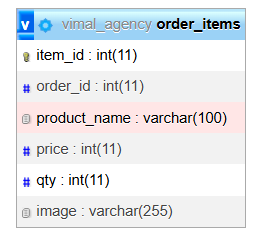 v vimal_agency order_items
item_id : int(11)
order_id : int(11)
product_name : varchar(100)
price : int(11)
qty : int(11)
image : varchar(255)